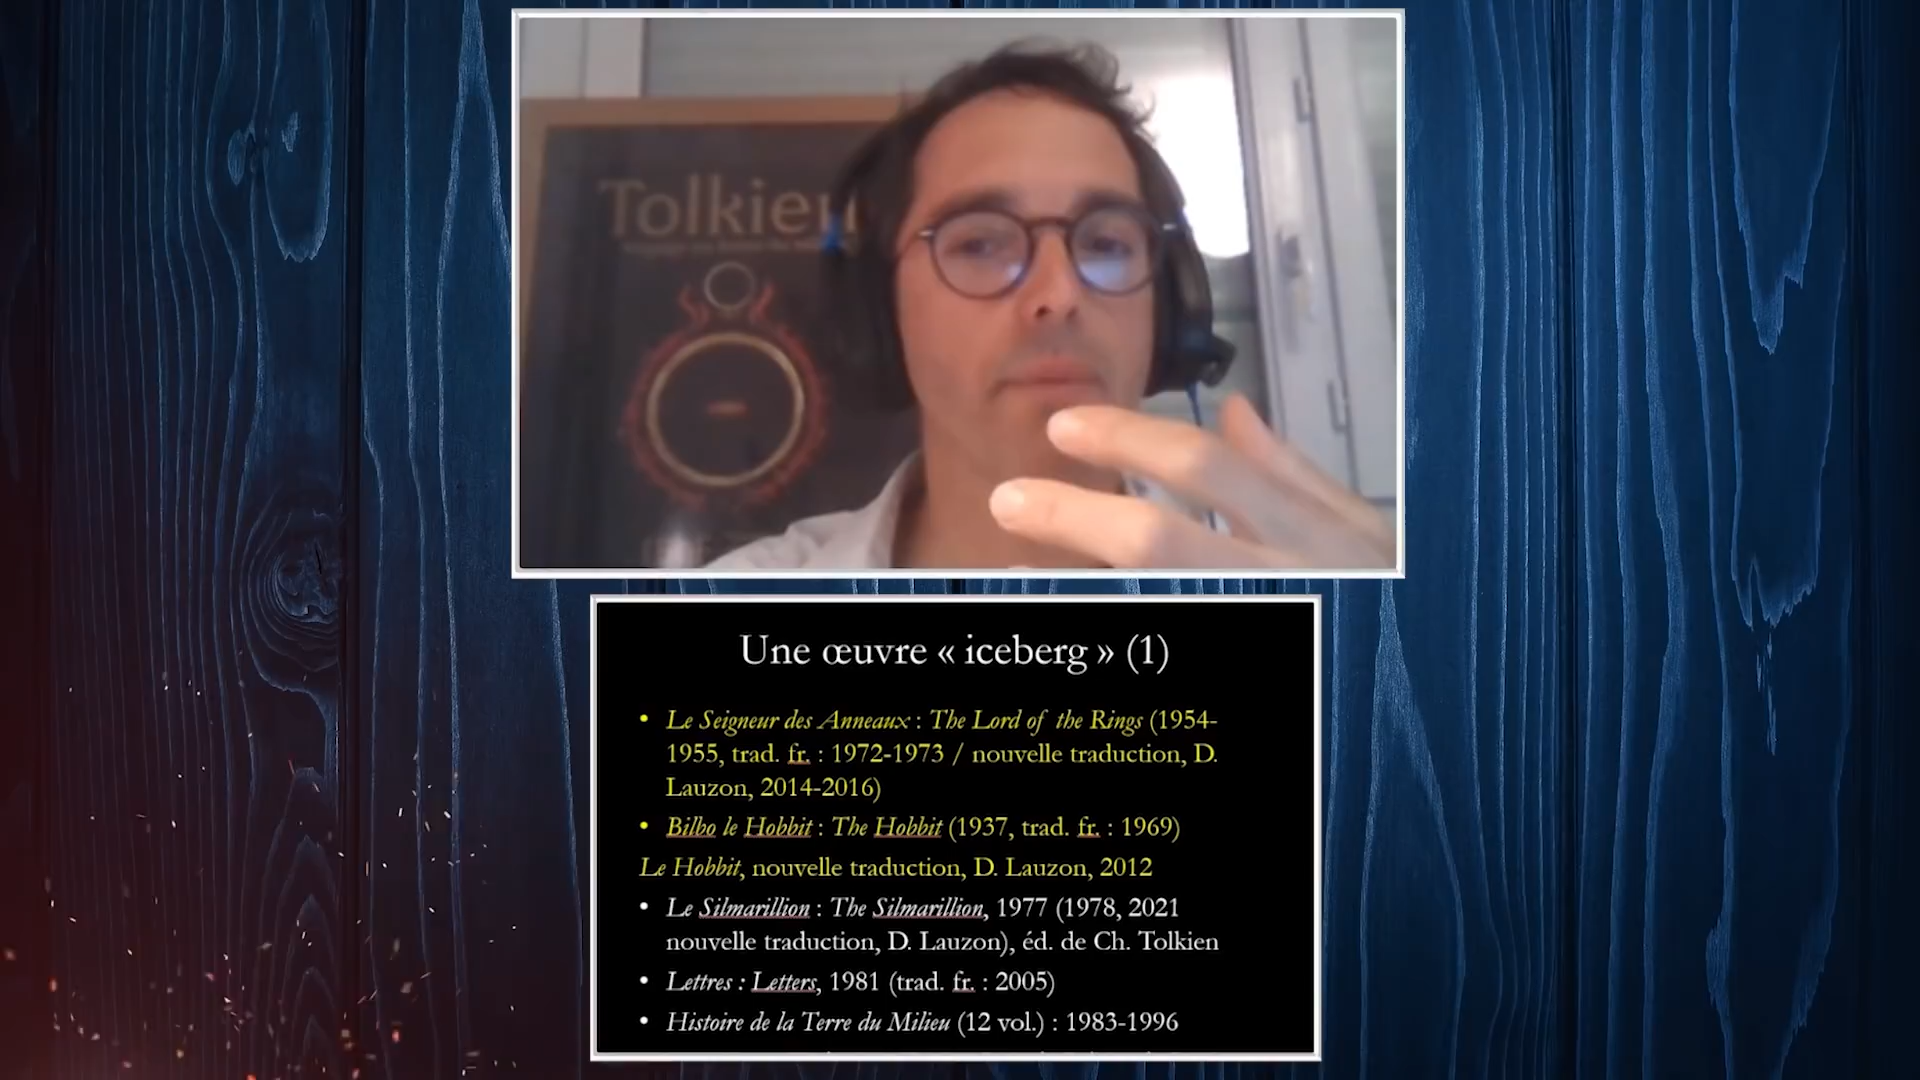 Tolkien
Une œuvre « iceberg » (1)
• Le Seigneur des Anneaux : The Lord of the Rings (1954-
1955, trad. fr. : 1972-1973 / nouvelle traduction, D.
Lauzon, 2014-2016)
• Bilbo le Hobbit : The Hobbit (1937, trad. fr. : 1969)
Le Hobbit, nouvelle traduction, D. Lauzon, 2012
• Le Silmarillion : The Silmarillion, 1977 (1978, 2021
nouvelle traduction, D. Lauzon), éd. de Ch. Tolkien
• Lettres : Letters, 1981 (trad. fr. : 2005)
• Histoire de la Terre du Milieu (12 vol.) : 1983-1996